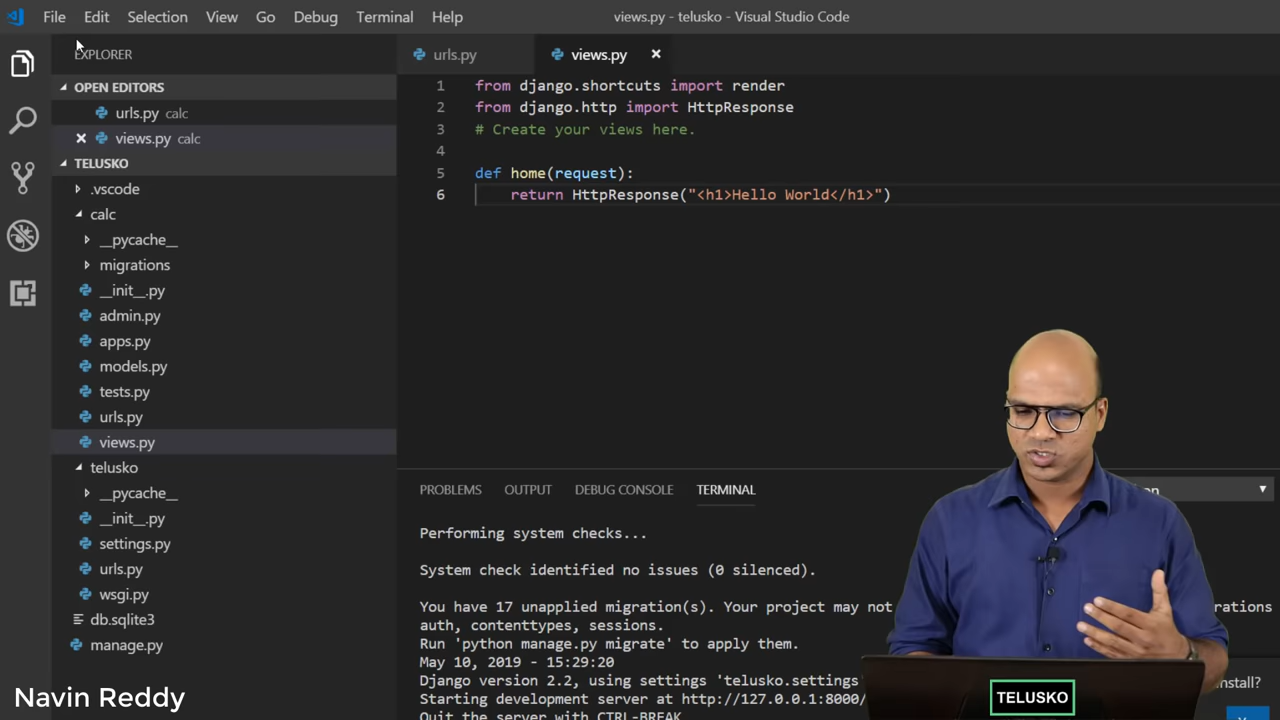 File Edit Selection View Go Debug Terminal Help
views.py - telusko - Visual Studio Code
EXPLORER
OPEN EDITORS
urls.py calc
views.py calc
TELUSKO
.vscode
calc
__pycache__
migrations
__init__.py
admin.py
apps.py
models.py
tests.py
urls.py
views.py
telusko
__pycache__
__init__.py
settings.py
urls.py
wsgi.py
db.sqlite3
manage.py
urls.py views.py
1 from django.shortcuts import render
2 from django.http import HttpResponse
3 # Create your views here.
4
5 def home(request):
6 return HttpResponse("<h1>Hello World</h1>")
PROBLEMS OUTPUT DEBUG CONSOLE TERMINAL
Performing system checks...
System check identified no issues (0 silenced).
You have 17 unapplied migration(s). Your project may not
auth, contenttypes, sessions.
Run 'python manage.py migrate' to apply them.
May 10, 2019 - 15:29:20
Django version 2.2, using settings 'telusko.settings'
Starting development server at http://127.0.0.1:8000/
Quit the server with CTRL-BREAK.
Navin Reddy
TELUSKO